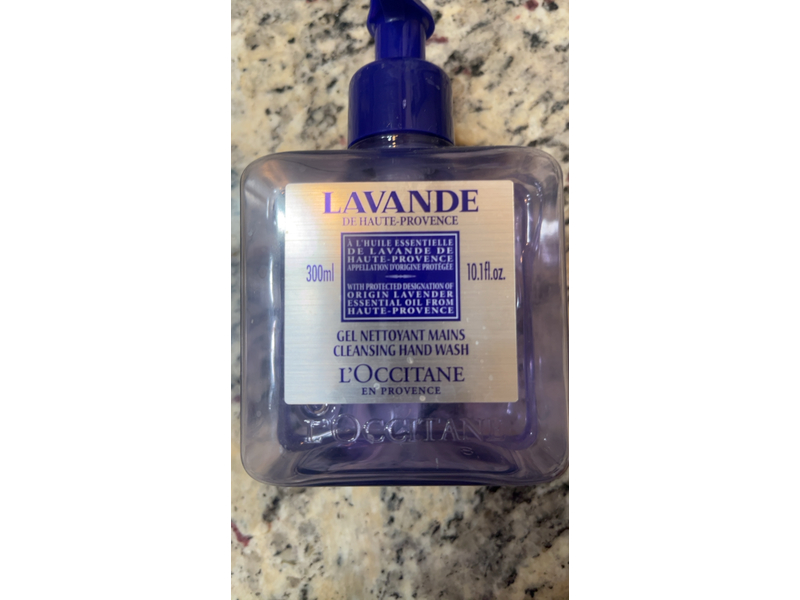 LAVANDE
DE HAUTE-PROVENCE
À L'HUILE ESSENTIELLE
DE LAVANDE DE
HAUTE-PROVENCE
APPELLATION D'ORIGINE PROTÉGÉE
300ml
10.1fl.oz.
WITH PROTECTED DESIGNATION OF
ORIGIN LAVENDER
ESSENTIAL OIL FROM
HAUTE-PROVENCE
GEL NETTOYANT MAINS
CLEANSING HAND WASH
L'OCCITANE
EN PROVENCE
L'OCCITANE